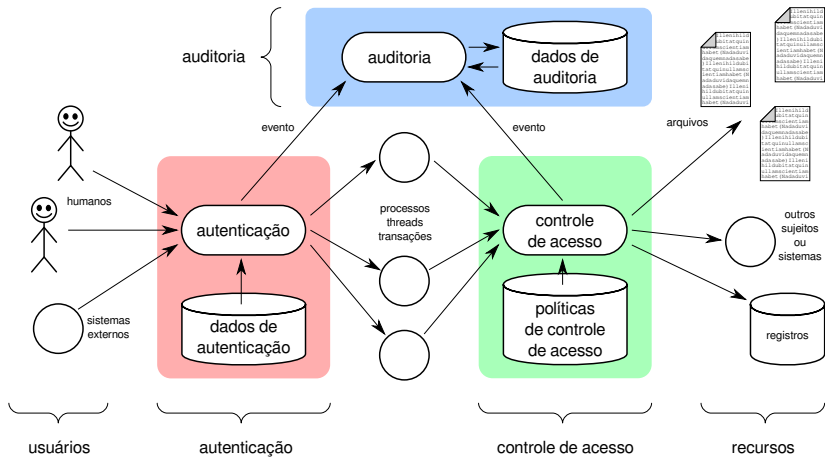 auditoria
auditoria
dados de
auditoria
evento
evento
arquivos
humanos
autenticação
processos
threads
transações
controle
de acesso
outros
sujeitos
ou
sistemas
sistemas
externos
dados de
autenticação
políticas
de controle
de acesso
registros
usuários
autenticação
controle de acesso
recursos